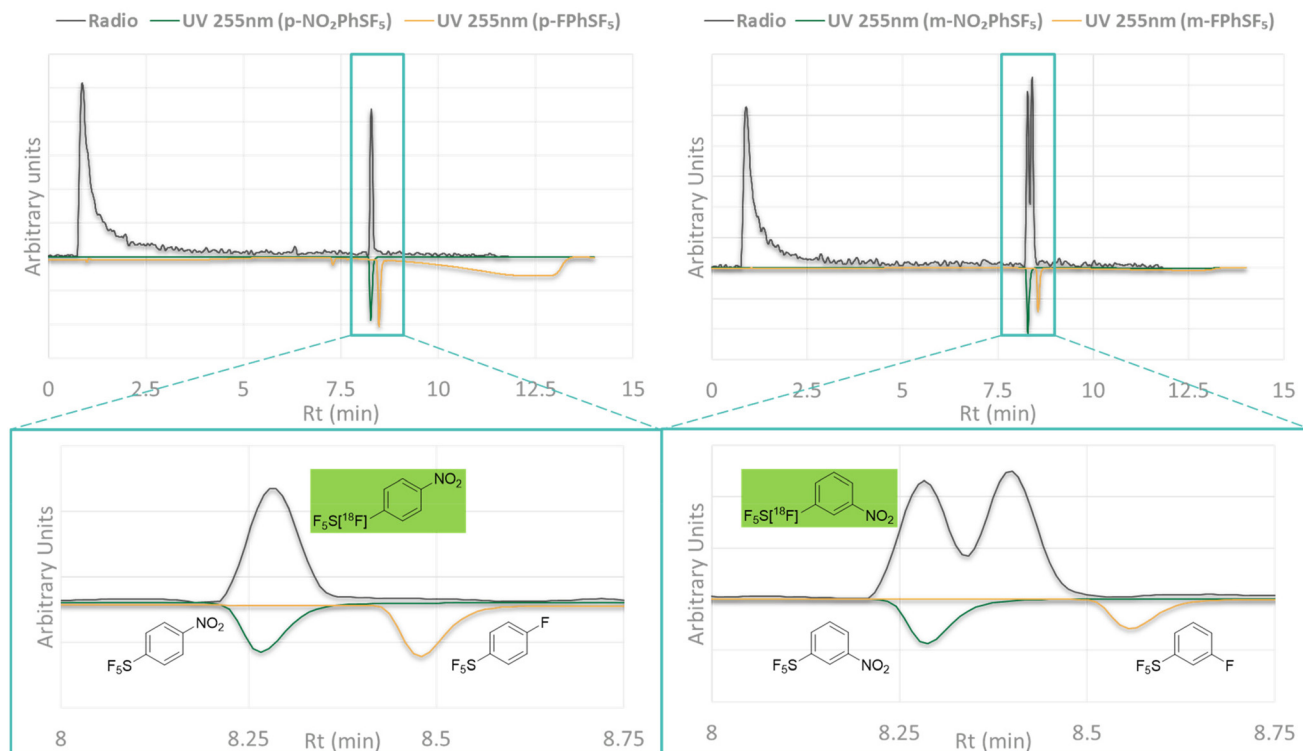 Radio UV 255nm (p-NO₂PhSF₅) UV 255nm (p-FPhSF₅)
Arbitrary units
0 2.5 5 7.5 10 12.5 15
Rt (min)
Radio UV 255nm (m-NO₂PhSF₅) UV 255nm (m-FPhSF₅)
Arbitrary units
0 2.5 5 7.5 10 12.5 15
Rt (min)
Arbitrary Units
NO₂
F₅S[¹⁸F]
NO₂
F₅S
F
F₅S
8 8.25 8.5 8.75
Rt (min)
Arbitrary Units
F₅S[¹⁸F]
NO₂
F₅S
NO₂
F₅S
F
8 8.25 8.5 8.75
Rt (min)